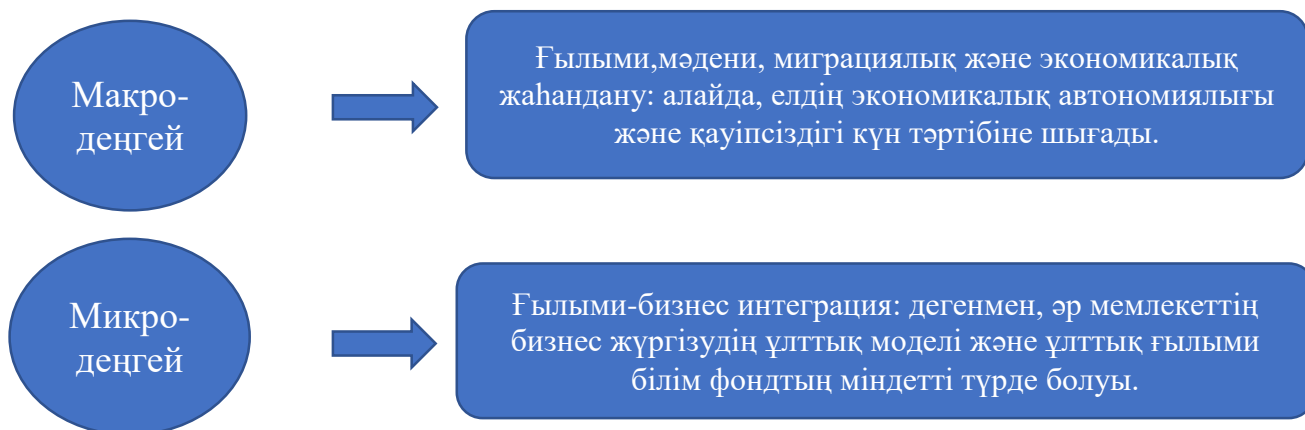 Макро-
деңгей
Ғылыми,мәдени, миграциялық және экономикалық
жаһандану: алайда, елдің экономикалық автономиялығы
және қауіпсіздігі күн тәртібіне шығады.
Микро-
деңгей
Ғылыми-бизнес интеграция: дегенмен, әр мемлекеттің
бизнес жүргізудің ұлттық моделі және ұлттық ғылыми
білім фондтың міндетті түрде болуы.